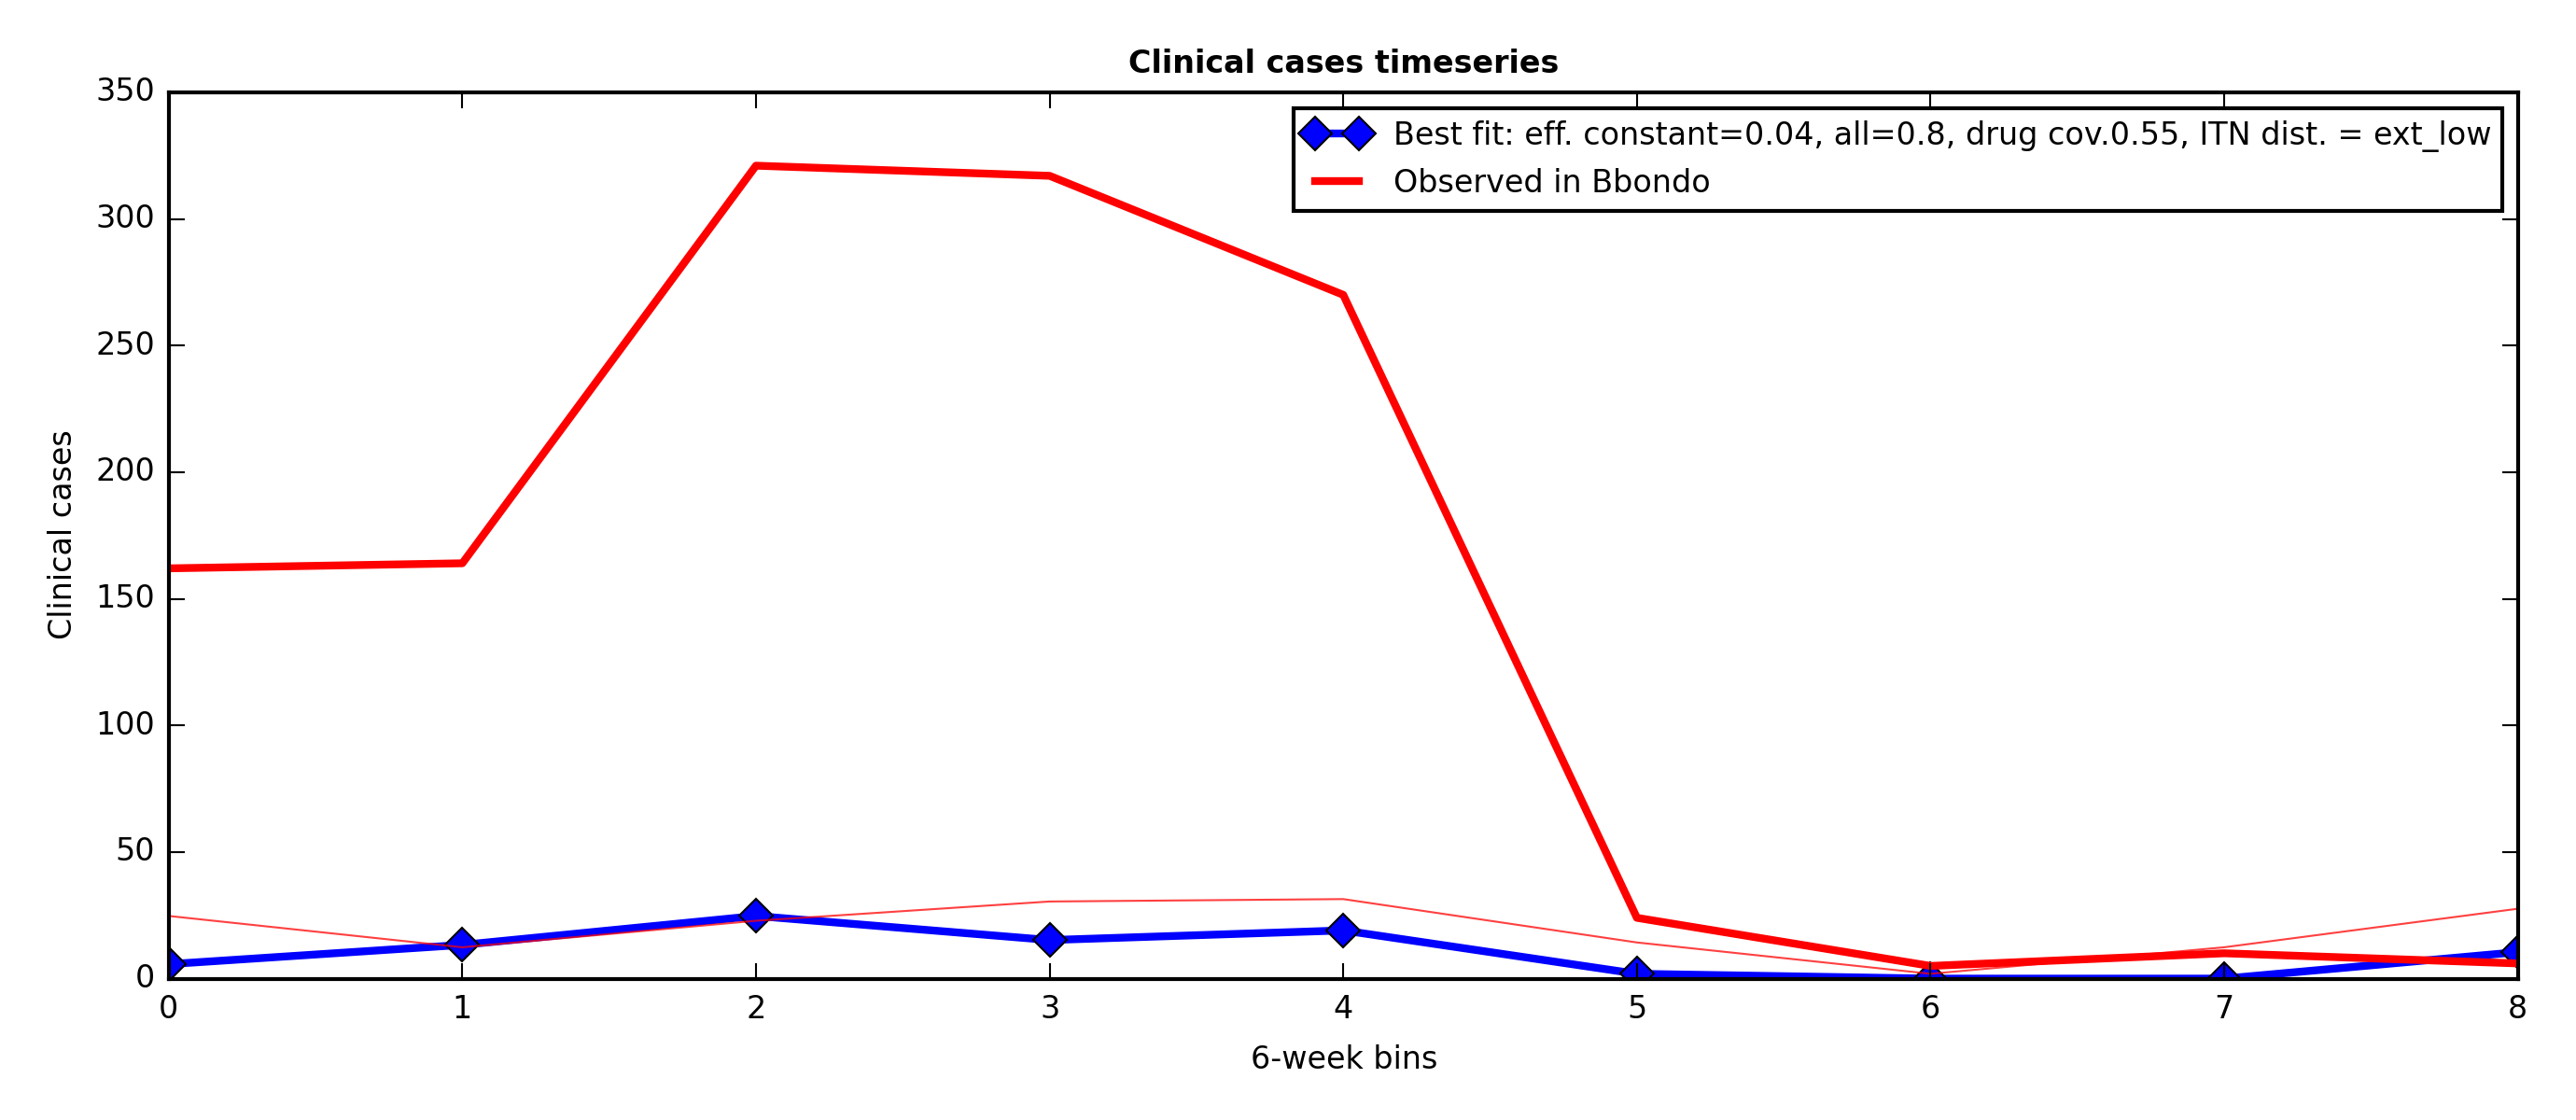 Clinical cases timeseries
350
300
250
200
150
100
50
0
Clinical cases
Best fit: eff. constant=0.04, all=0.8, drug cov.0.55, ITN dist. = ext_low
Observed in Bbondo
0 1 2 3 4 5 6 7 8
6-week bins